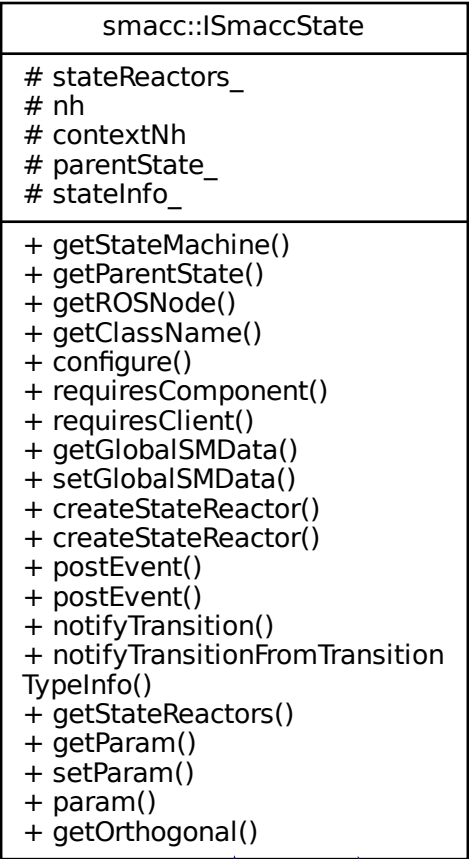 smacc::ISmaccState
# stateReactors_
# nh
# contextNh
# parentState_
# stateInfo_
+ getStateMachine()
+ getParentState()
+ getROSNode()
+ getClassName()
+ configure()
+ requiresComponent()
+ requiresClient()
+ getGlobalSMData()
+ setGlobalSMData()
+ createStateReactor()
+ createStateReactor()
+ postEvent()
+ postEvent()
+ notifyTransition()
+ notifyTransitionFromTransition
TypeInfo()
+ getStateReactors()
+ getParam()
+ setParam()
+ param()
+ getOrthogonal()